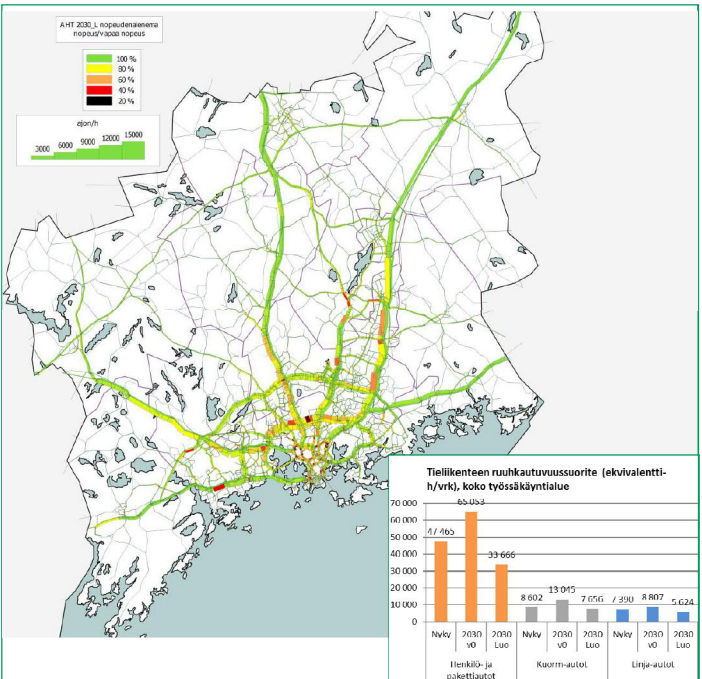 AHT 2030_L nopeudenalenema
nopeus/vapaa nopeus
100 %
80 %
60 %
40 %
20 %
ajon/h
3000 6000 9000 12000 15000
Tieliikenteen ruuhkautuvuussuorite (ekvivalentti-
h/vrk), koko työssäkäyntialue
70 000
60 000
50 000
40 000
30 000
20 000
10 000
0
47 465
65 053
33 666
8 602
13 045
7 656
7 390
8 807
5 624
Nyky 2030 v0 2030 Luo Nyky 2030 v0 2030 Luo Nyky 2030 v0 2030 Luo
Henkilö- ja
pakettiautot
Kuorm-autot
Linja-autot